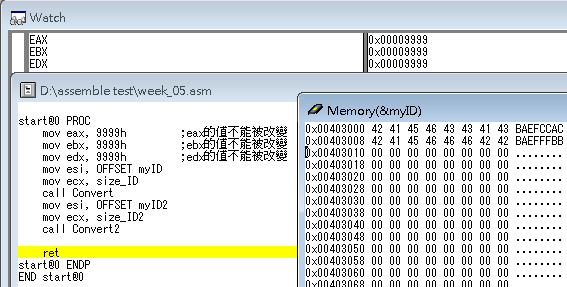 Watch
EAX 0x00009999
EBX 0x00009999
EDX 0x00009999
D:\assemble test\week_05.asm
start@0 PROC
mov eax, 9999h ;eax的值不能被改變
mov ebx, 9999h ;ebx的值不能被改變
mov edx, 9999h ;edx的值不能被改變
mov esi, OFFSET myID
mov ecx, size_ID
call Convert
mov esi, OFFSET myID2
mov ecx, size_ID2
call Convert2
ret
start@0 ENDP
END start@0
Memory(&myID)
0x00403000 42 41 45 46 43 43 41 43 BAEFCCAC
0x00403008 42 41 45 46 46 46 42 42 BAEFFFBB
0x00403010 00 00 00 00 00 00 00 00 ........
0x00403018 00 00 00 00 00 00 00 00 ........
0x00403020 00 00 00 00 00 00 00 00 ........
0x00403028 00 00 00 00 00 00 00 00 ........
0x00403030 00 00 00 00 00 00 00 00 ........
0x00403038 00 00 00 00 00 00 00 00 ........
0x00403040 00 00 00 00 00 00 00 00 ........
0x00403048 00 00 00 00 00 00 00 00 ........
0x00403050 00 00 00 00 00 00 00 00 ........
0x00403058 00 00 00 00 00 00 00 00 ........
0x00403060 00 00 00 00 00 00 00 00 ........
0x00403068 00 00 00 00 00 00 00 00 ........